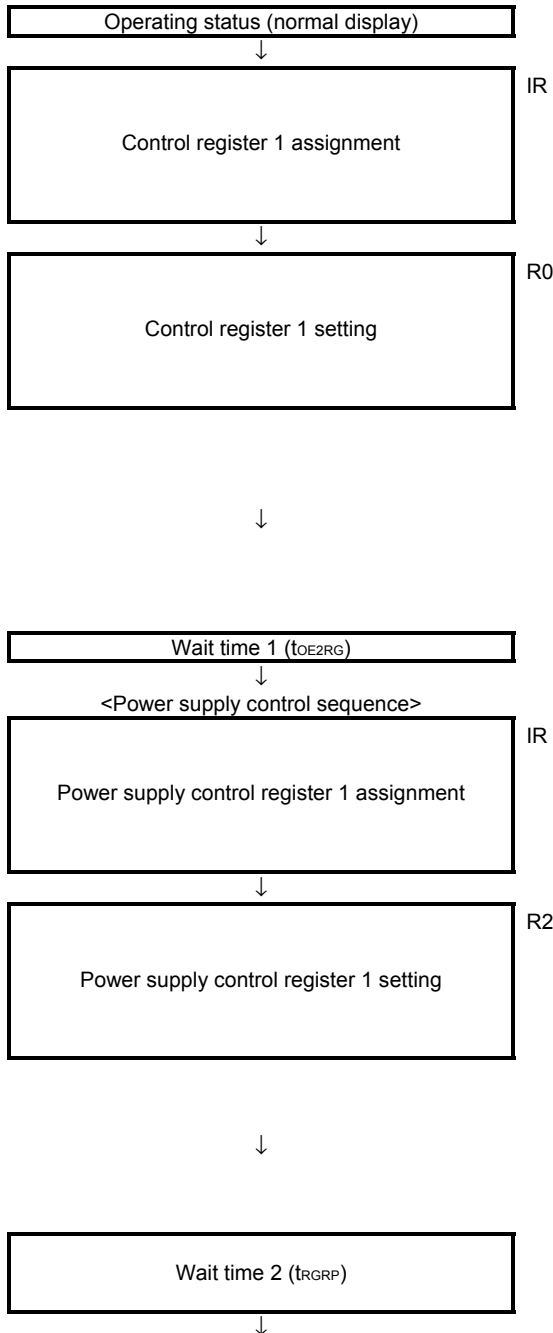 Operating status (normal display)
↓
IR
Control register 1 assignment
↓
R0
Control register 1 setting
↓
Wait time 1 (tOE2RG)
↓
<Power supply control sequence>
IR
Power supply control register 1 assignment
↓
R2
Power supply control register 1 setting
↓
Wait time 2 (tRGRP)
↓